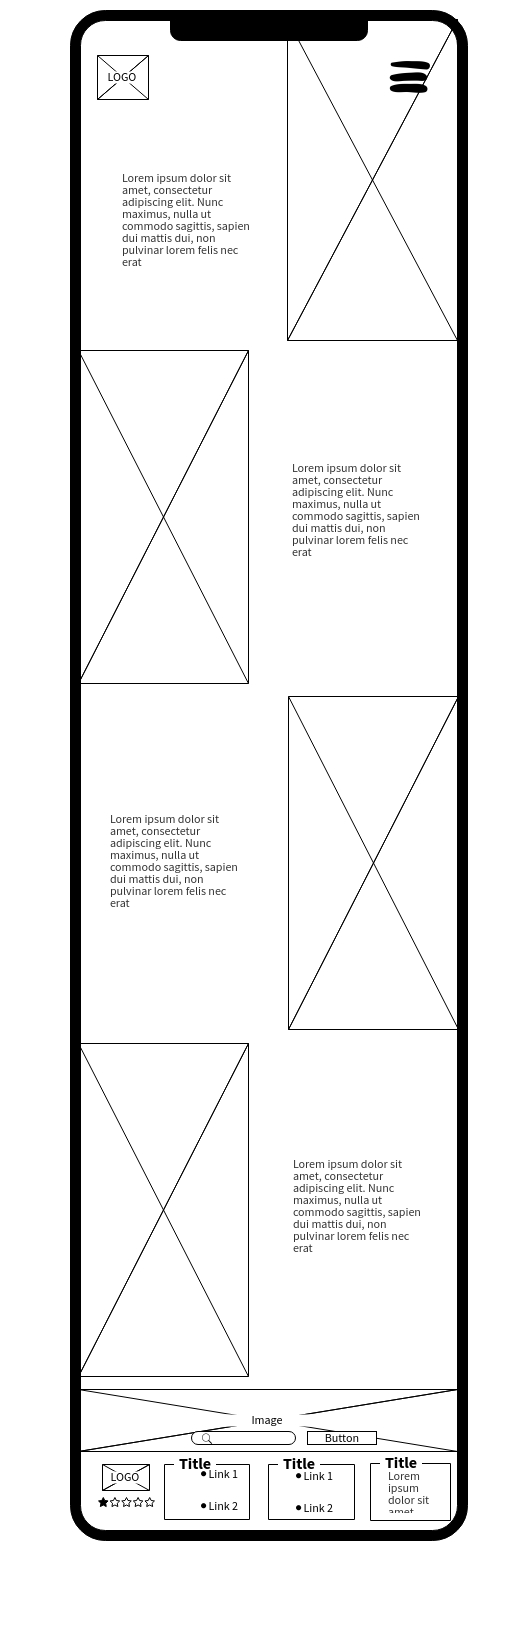 LOGO
Lorem ipsum dolor sit
amet, consectetur
adipiscing elit. Nunc
maximus, nulla ut
commodo sagittis, sapien
dui mattis dui, non
pulvinar lorem felis nec
erat
Lorem ipsum dolor sit
amet, consectetur
adipiscing elit. Nunc
maximus, nulla ut
commodo sagittis, sapien
dui mattis dui, non
pulvinar lorem felis nec
erat
Lorem ipsum dolor sit
amet, consectetur
adipiscing elit. Nunc
maximus, nulla ut
commodo sagittis, sapien
dui mattis dui, non
pulvinar lorem felis nec
erat
Lorem ipsum dolor sit
amet, consectetur
adipiscing elit. Nunc
maximus, nulla ut
commodo sagittis, sapien
dui mattis dui, non
pulvinar lorem felis nec
erat
Image
Button
LOGO
Title
Link 1
Link 2
Title
Link 1
Link 2
Title
Lorem
ipsum
dolor sit
amet